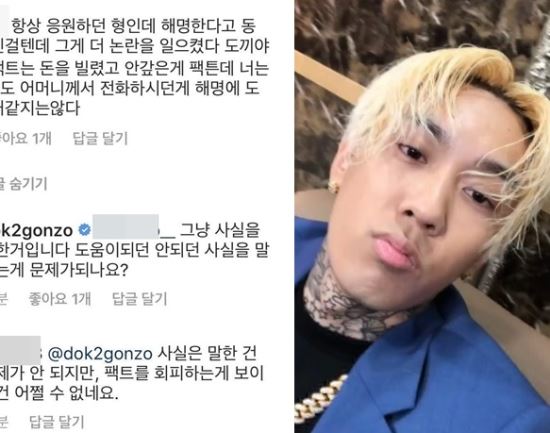 항상 응원하던 형인데 해명한다고 동
걸텐데 그게 더 논란을 일으켰다 도끼야
트는 돈을 빌렸고 안갚은게 팩튼데 너는
도 어머니께서 전화하시던게 해명에 도
같지는않다
좋아요 1개 답글 달기
숨기기
ok2gonzo 그냥 사실을
한거입니다 도움이되던 안되던 사실을 말
는게 문제가되나요?
분 좋아요 1개 답글 달기
@dok2gonzo 사실은 말한 건
제가 안 되지만, 팩트를 회피하는게 보이
건 어쩔 수 없네요.
분 답글 달기